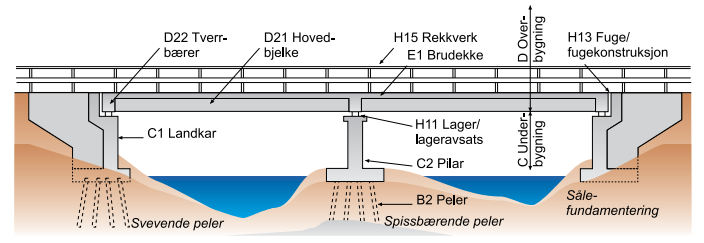 D22 Tverr-
bærer
D21 Hoved-
bjelke
H15 Rekkverk
E1 Brudekke
D Over-
bygning
H13 Fuge/
fugekonstruksjon
C1 Landkar
H11 Lager/
lageravsats
C2 Pilar
C Under-
bygning
B2 Peler
Svevende peler
Spissbærende peler
Såle-
fundamentering